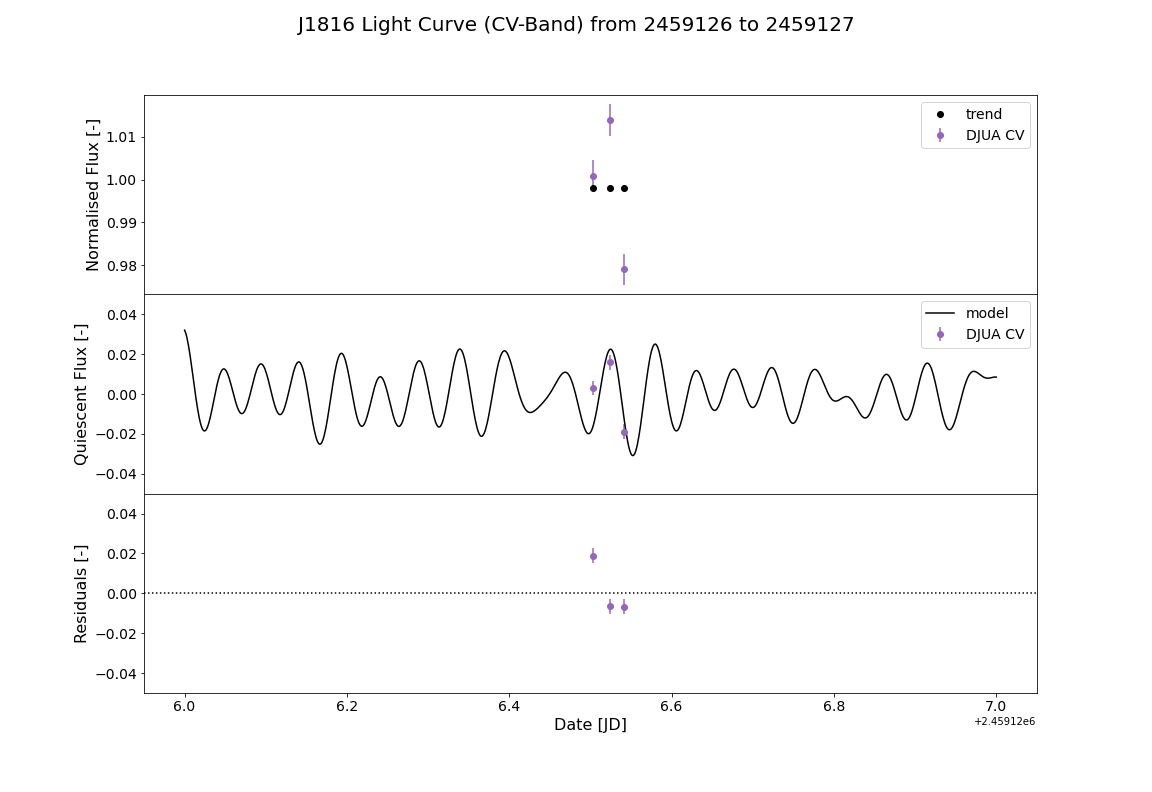 J1816 Light Curve (CV-Band) from 2459126 to 2459127
Normalised Flux [-]
1.01
1.00
0.99
0.98
trend
DJUA CV
Quiescent Flux [-]
0.04
0.02
0.00
−0.02
−0.04
model
DJUA CV
Residuals [-]
0.04
0.02
0.00
−0.02
−0.04
6.0 6.2 6.4 6.6 6.8 7.0
Date [JD]
+2.45912e6